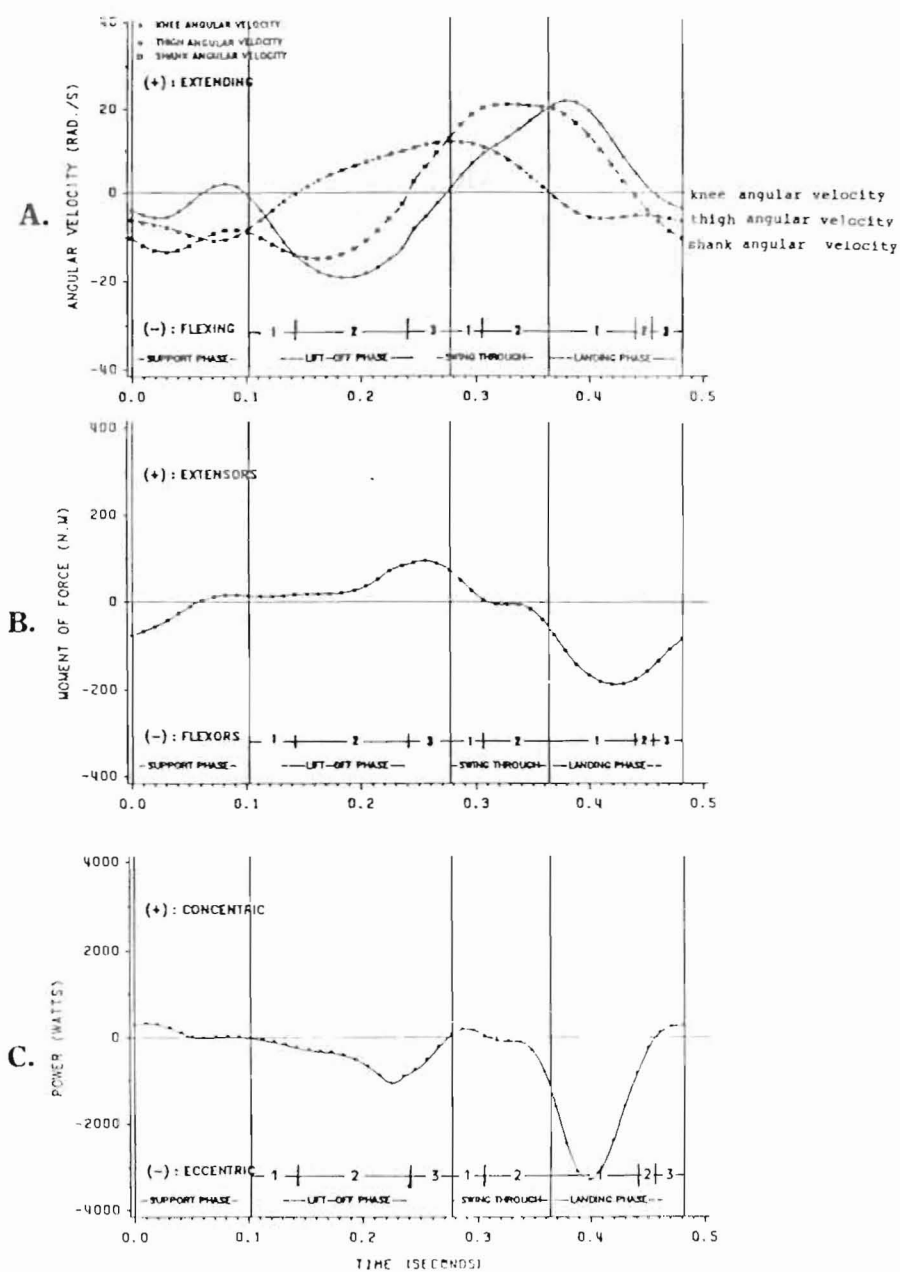 40
KNEE ANGULAR VELOCITY
THIGH ANGULAR VELOCITY
SHANK ANGULAR VELOCITY
(+): EXTENDING
20
0
-20
-40
ANGULAR VELOCITY (RAD./S)
A.
knee angular velocity
thigh angular velocity
shank angular velocity
(-): FLEXING
1 2 3 1 2 1 2 3
SUPPORT PHASE LIFT-OFF PHASE SWING THROUGH LANDING PHASE
0.0 0.1 0.2 0.3 0.4 0.5
400
(+): EXTENSORS
200
0
-200
-400
MOMENT OF FORCE (N.M)
B.
(-): FLEXORS
1 2 3 1 2 1 2 3
SUPPORT PHASE LIFT-OFF PHASE SWING THROUGH LANDING PHASE
0.0 0.1 0.2 0.3 0.4 0.5
4000
(+): CONCENTRIC
2000
0
-2000
-4000
POWER (WATTS)
C.
(-): ECCENTRIC
1 2 3 1 2 1 2 3
SUPPORT PHASE LIFT-OFF PHASE SWING THROUGH LANDING PHASE
0.0 0.1 0.2 0.3 0.4 0.5
TIME (SECONDS)